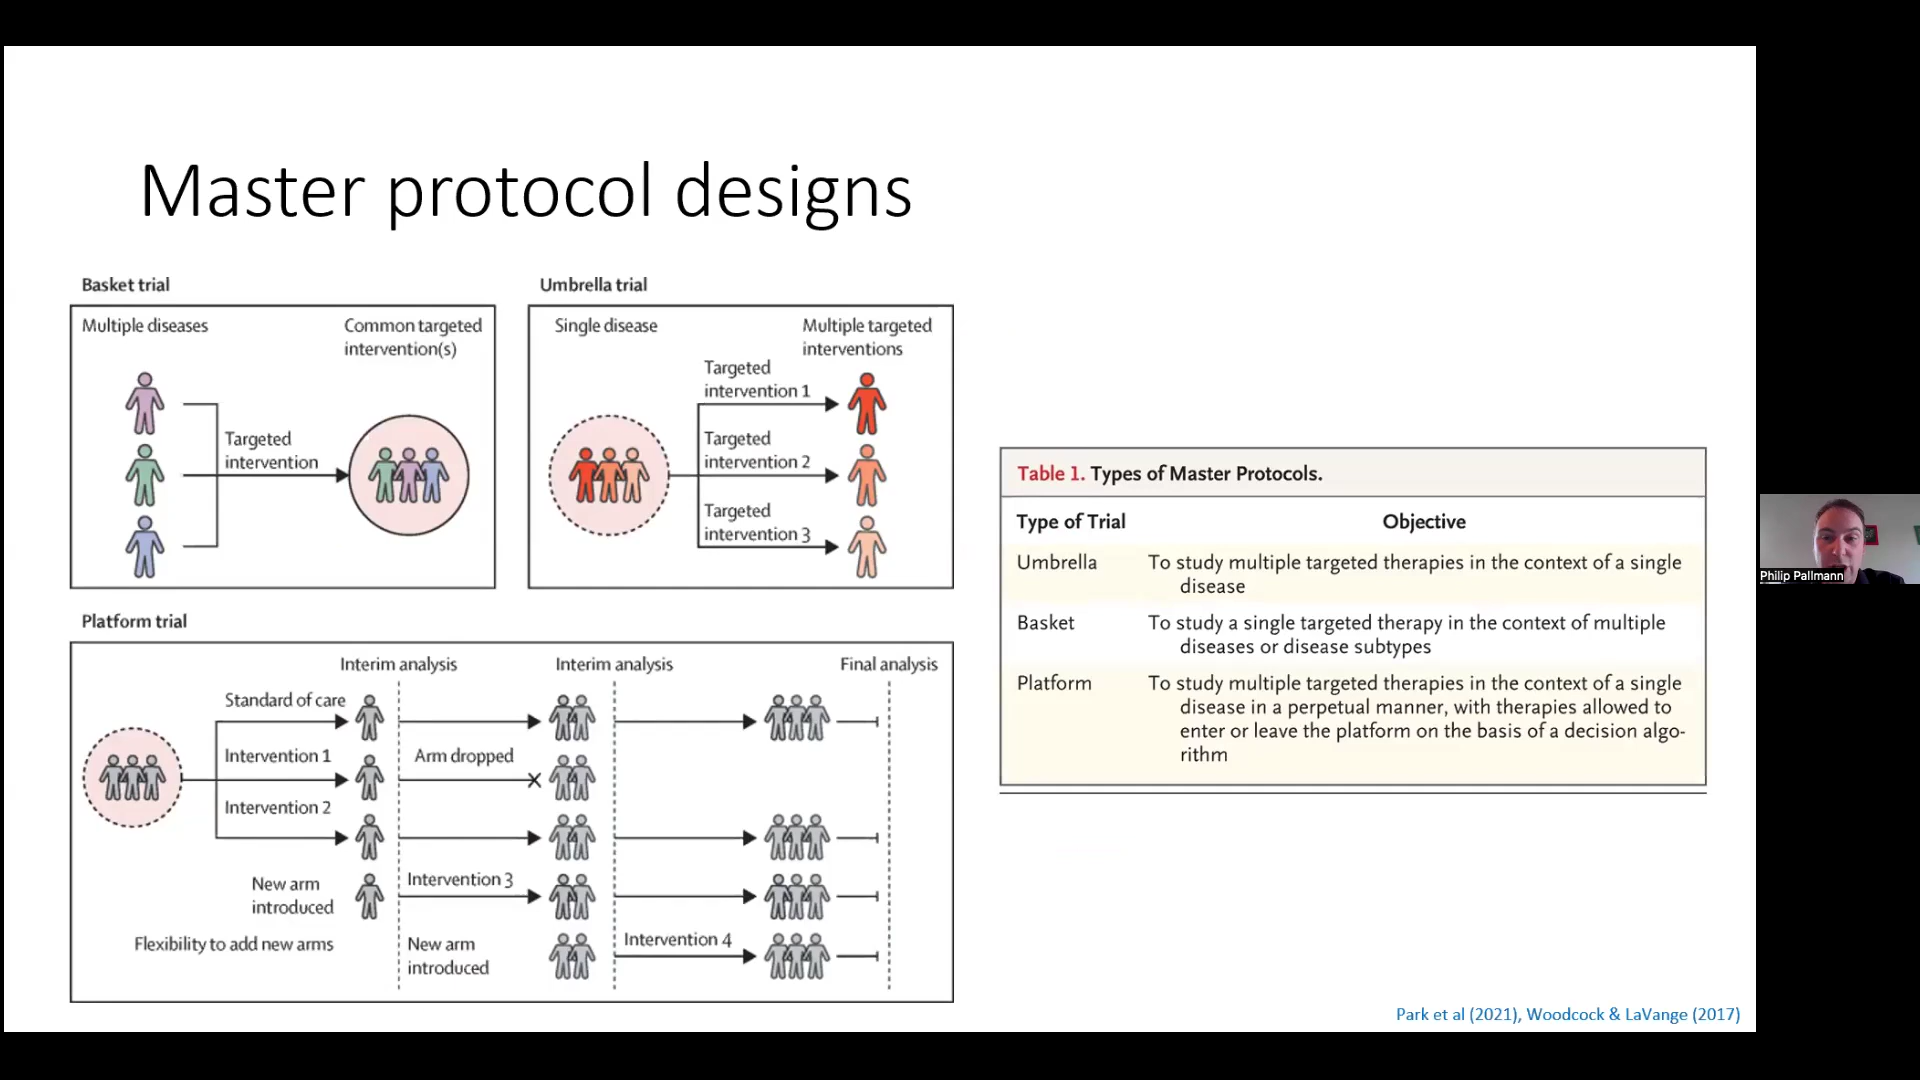 Master protocol designs
Basket trial
Multiple diseases
Common targeted
intervention(s)
Targeted
intervention
Umbrella trial
Single disease
Multiple targeted
interventions
Targeted
intervention 1
Targeted
intervention 2
Targeted
intervention 3
Platform trial
Interim analysis
Interim analysis
Final analysis
Standard of care
Intervention 1
Arm dropped
Intervention 2
New arm
introduced
Intervention 3
Flexibility to add new arms
New arm
introduced
Intervention 4
Table 1. Types of Master Protocols.
Type of Trial Objective
Umbrella To study multiple targeted therapies in the context of a single
disease
Basket To study a single targeted therapy in the context of multiple
diseases or disease subtypes
Platform To study multiple targeted therapies in the context of a single
disease in a perpetual manner, with therapies allowed to
enter or leave the platform on the basis of a decision algo-
rithm
Park et al (2021), Woodcock & LaVange (2017)
Philip Pallmann